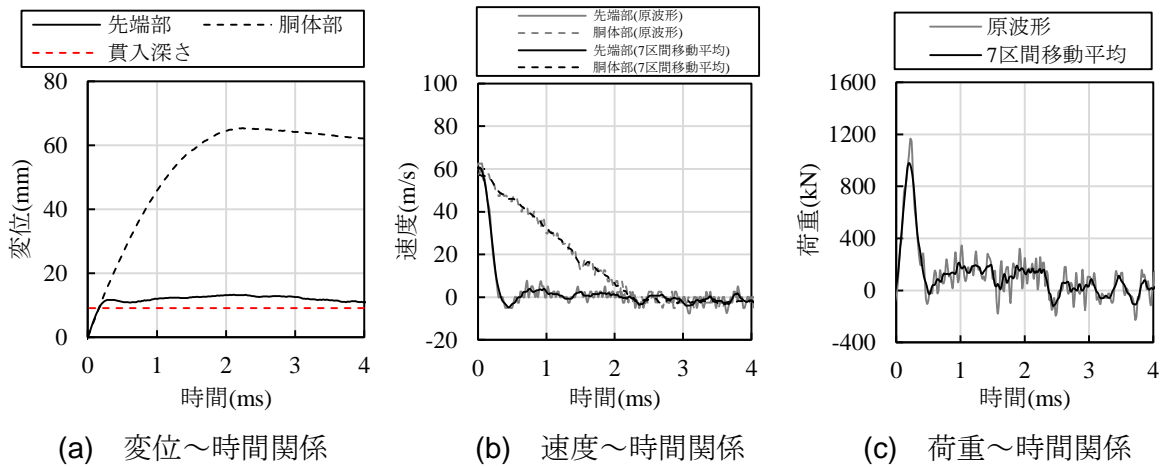 先端部 胴体部
貫入深さ
80
60
40
20
0
変位(mm)
0 1 2 3 4
時間(ms)
(a) 変位～時間関係
先端部(原波形)
胴体部(原波形)
先端部(7区間移動平均)
胴体部(7区間移動平均)
100
80
60
40
20
0
-20
速度(m/s)
0 1 2 3 4
時間(ms)
(b) 速度～時間関係
原波形
7区間移動平均
1600
1200
800
400
0
-400
荷重(kN)
0 1 2 3 4
時間(ms)
(c) 荷重～時間関係